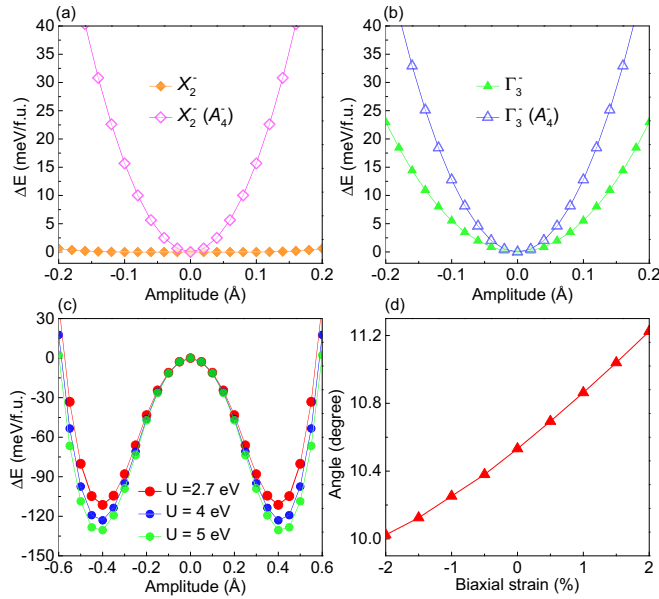 (a)
40
35
30
25
20
15
10
5
0
ΔE (meV/f.u.)
X₂⁻
X₂⁻ (A₄⁻)
-0.2 -0.1 0.0 0.1 0.2
Amplitude (Å)
(b)
40
35
30
25
20
15
10
5
0
ΔE (meV/f.u.)
Γ₃⁻
Γ₃⁻ (A₄⁻)
-0.2 -0.1 0.0 0.1 0.2
Amplitude (Å)
(c)
30
0
-30
-60
-90
-120
-150
ΔE (meV/f.u.)
U =2.7 eV
U = 4 eV
U = 5 eV
-0.6 -0.4 -0.2 0.0 0.2 0.4 0.6
Amplitude (Å)
(d)
11.2
10.8
10.4
10.0
Angle (degree)
-2 -1 0 1 2
Biaxial strain (%)